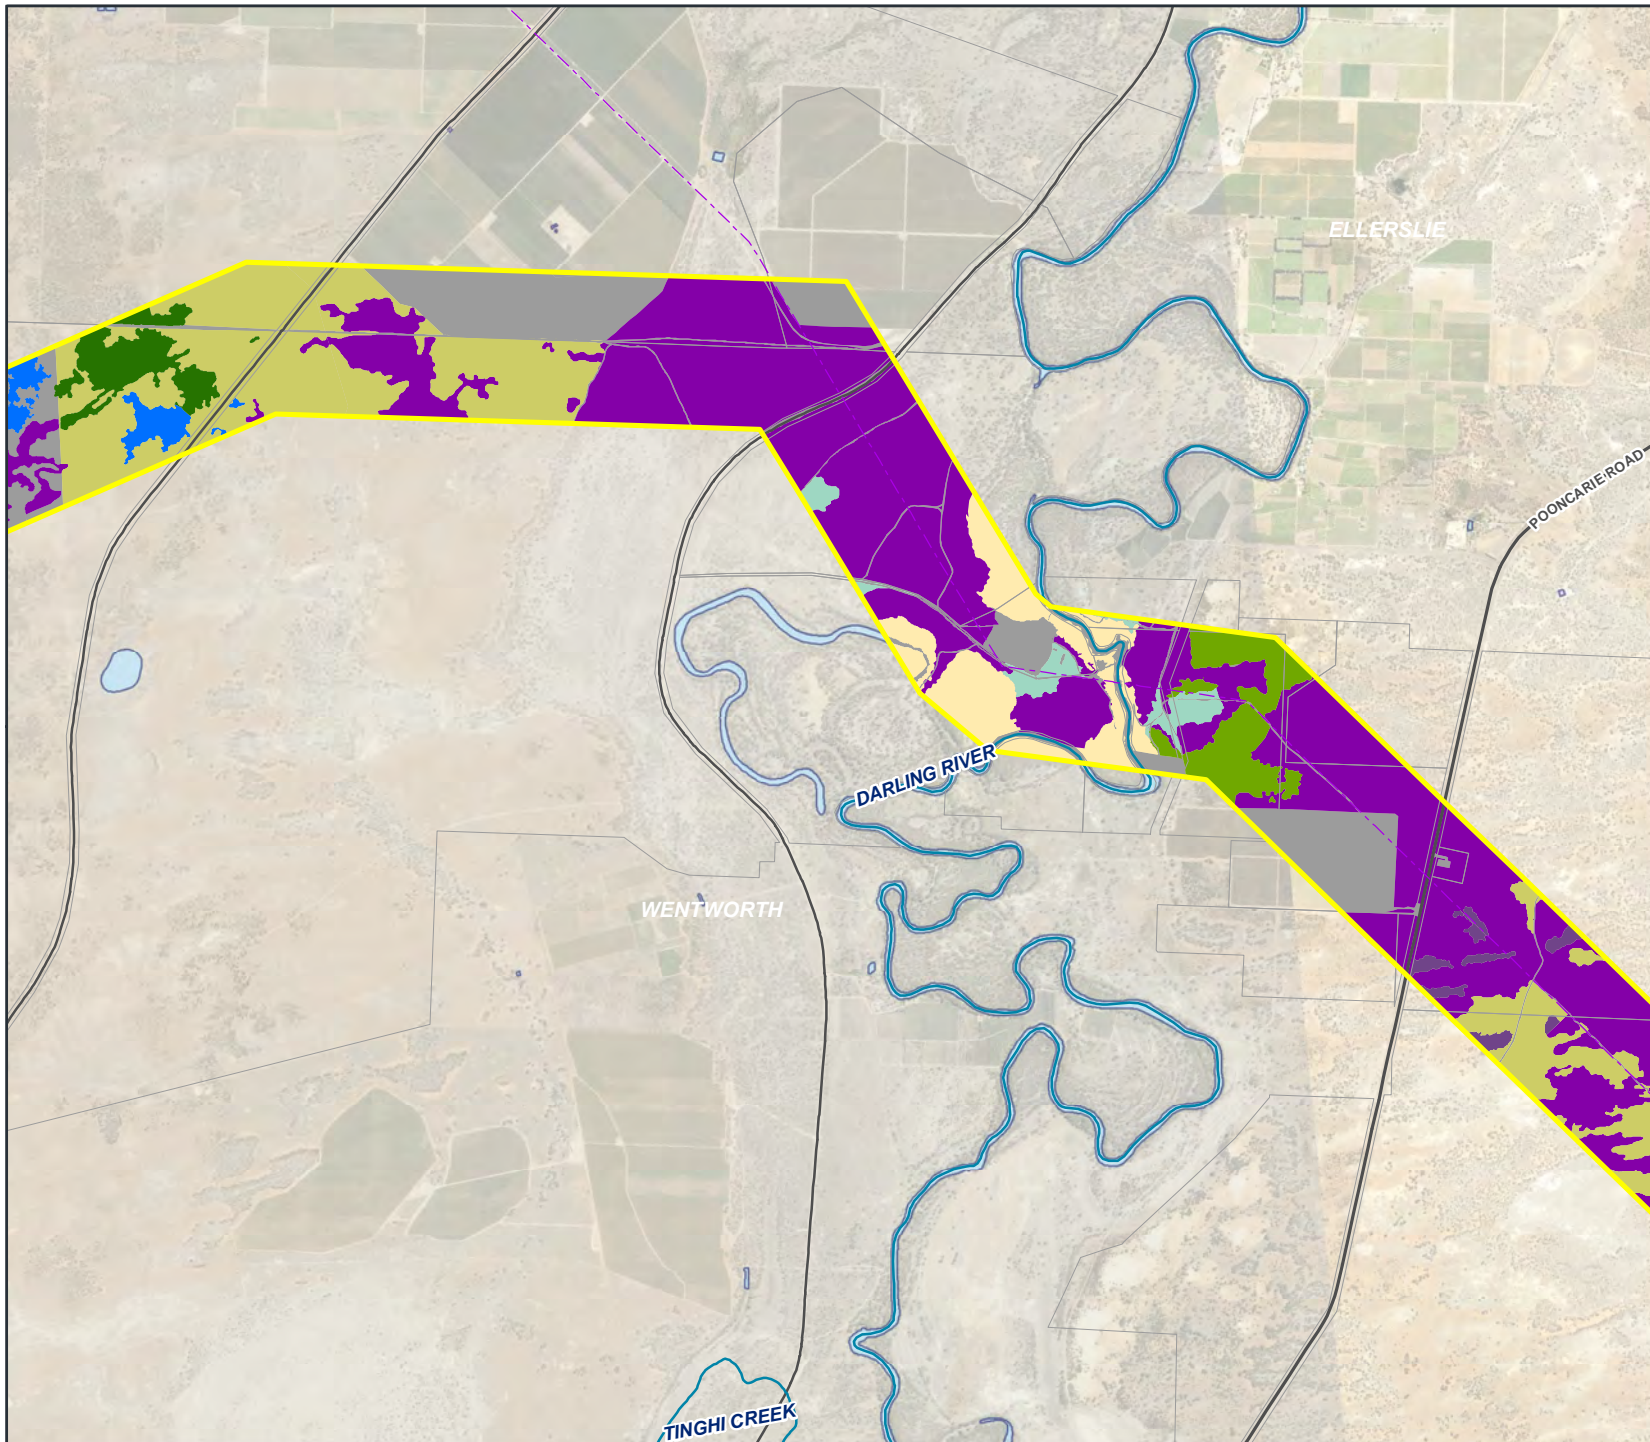 ELLERSLIE
POONCARIE ROAD
DARLING RIVER
WENTWORTH
TINGHI CREEK